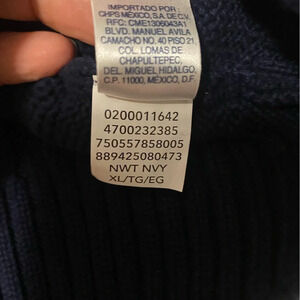 IMPORTADO POR:
CHPS MEXICO, S.A. DE C.V.
RFC: CME1306043A1
BLVD. MANUEL AVILA
CAMACHO NO. 40 PISO 21
COL. LOMAS DE
CHAPULTEPEC,
DEL. MIGUEL HIDALGO,
C.P. 11000, MEXICO, D.F.
0200011642
4700232385
750557858005
889425080473
NWT NVY
XL/TG/EG